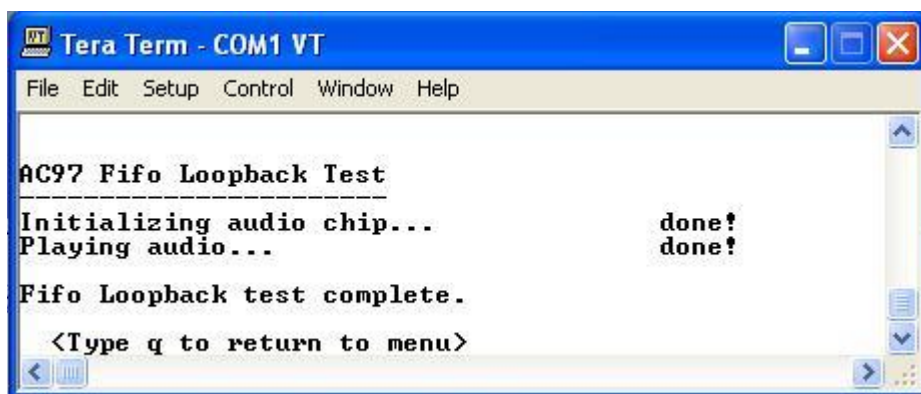 Tera Term - COM1 VT
File Edit Setup Control Window Help
AC97 Fifo Loopback Test
-------------------------
Initializing audio chip... done!
Playing audio... done!
Fifo Loopback test complete.
<Type q to return to menu>